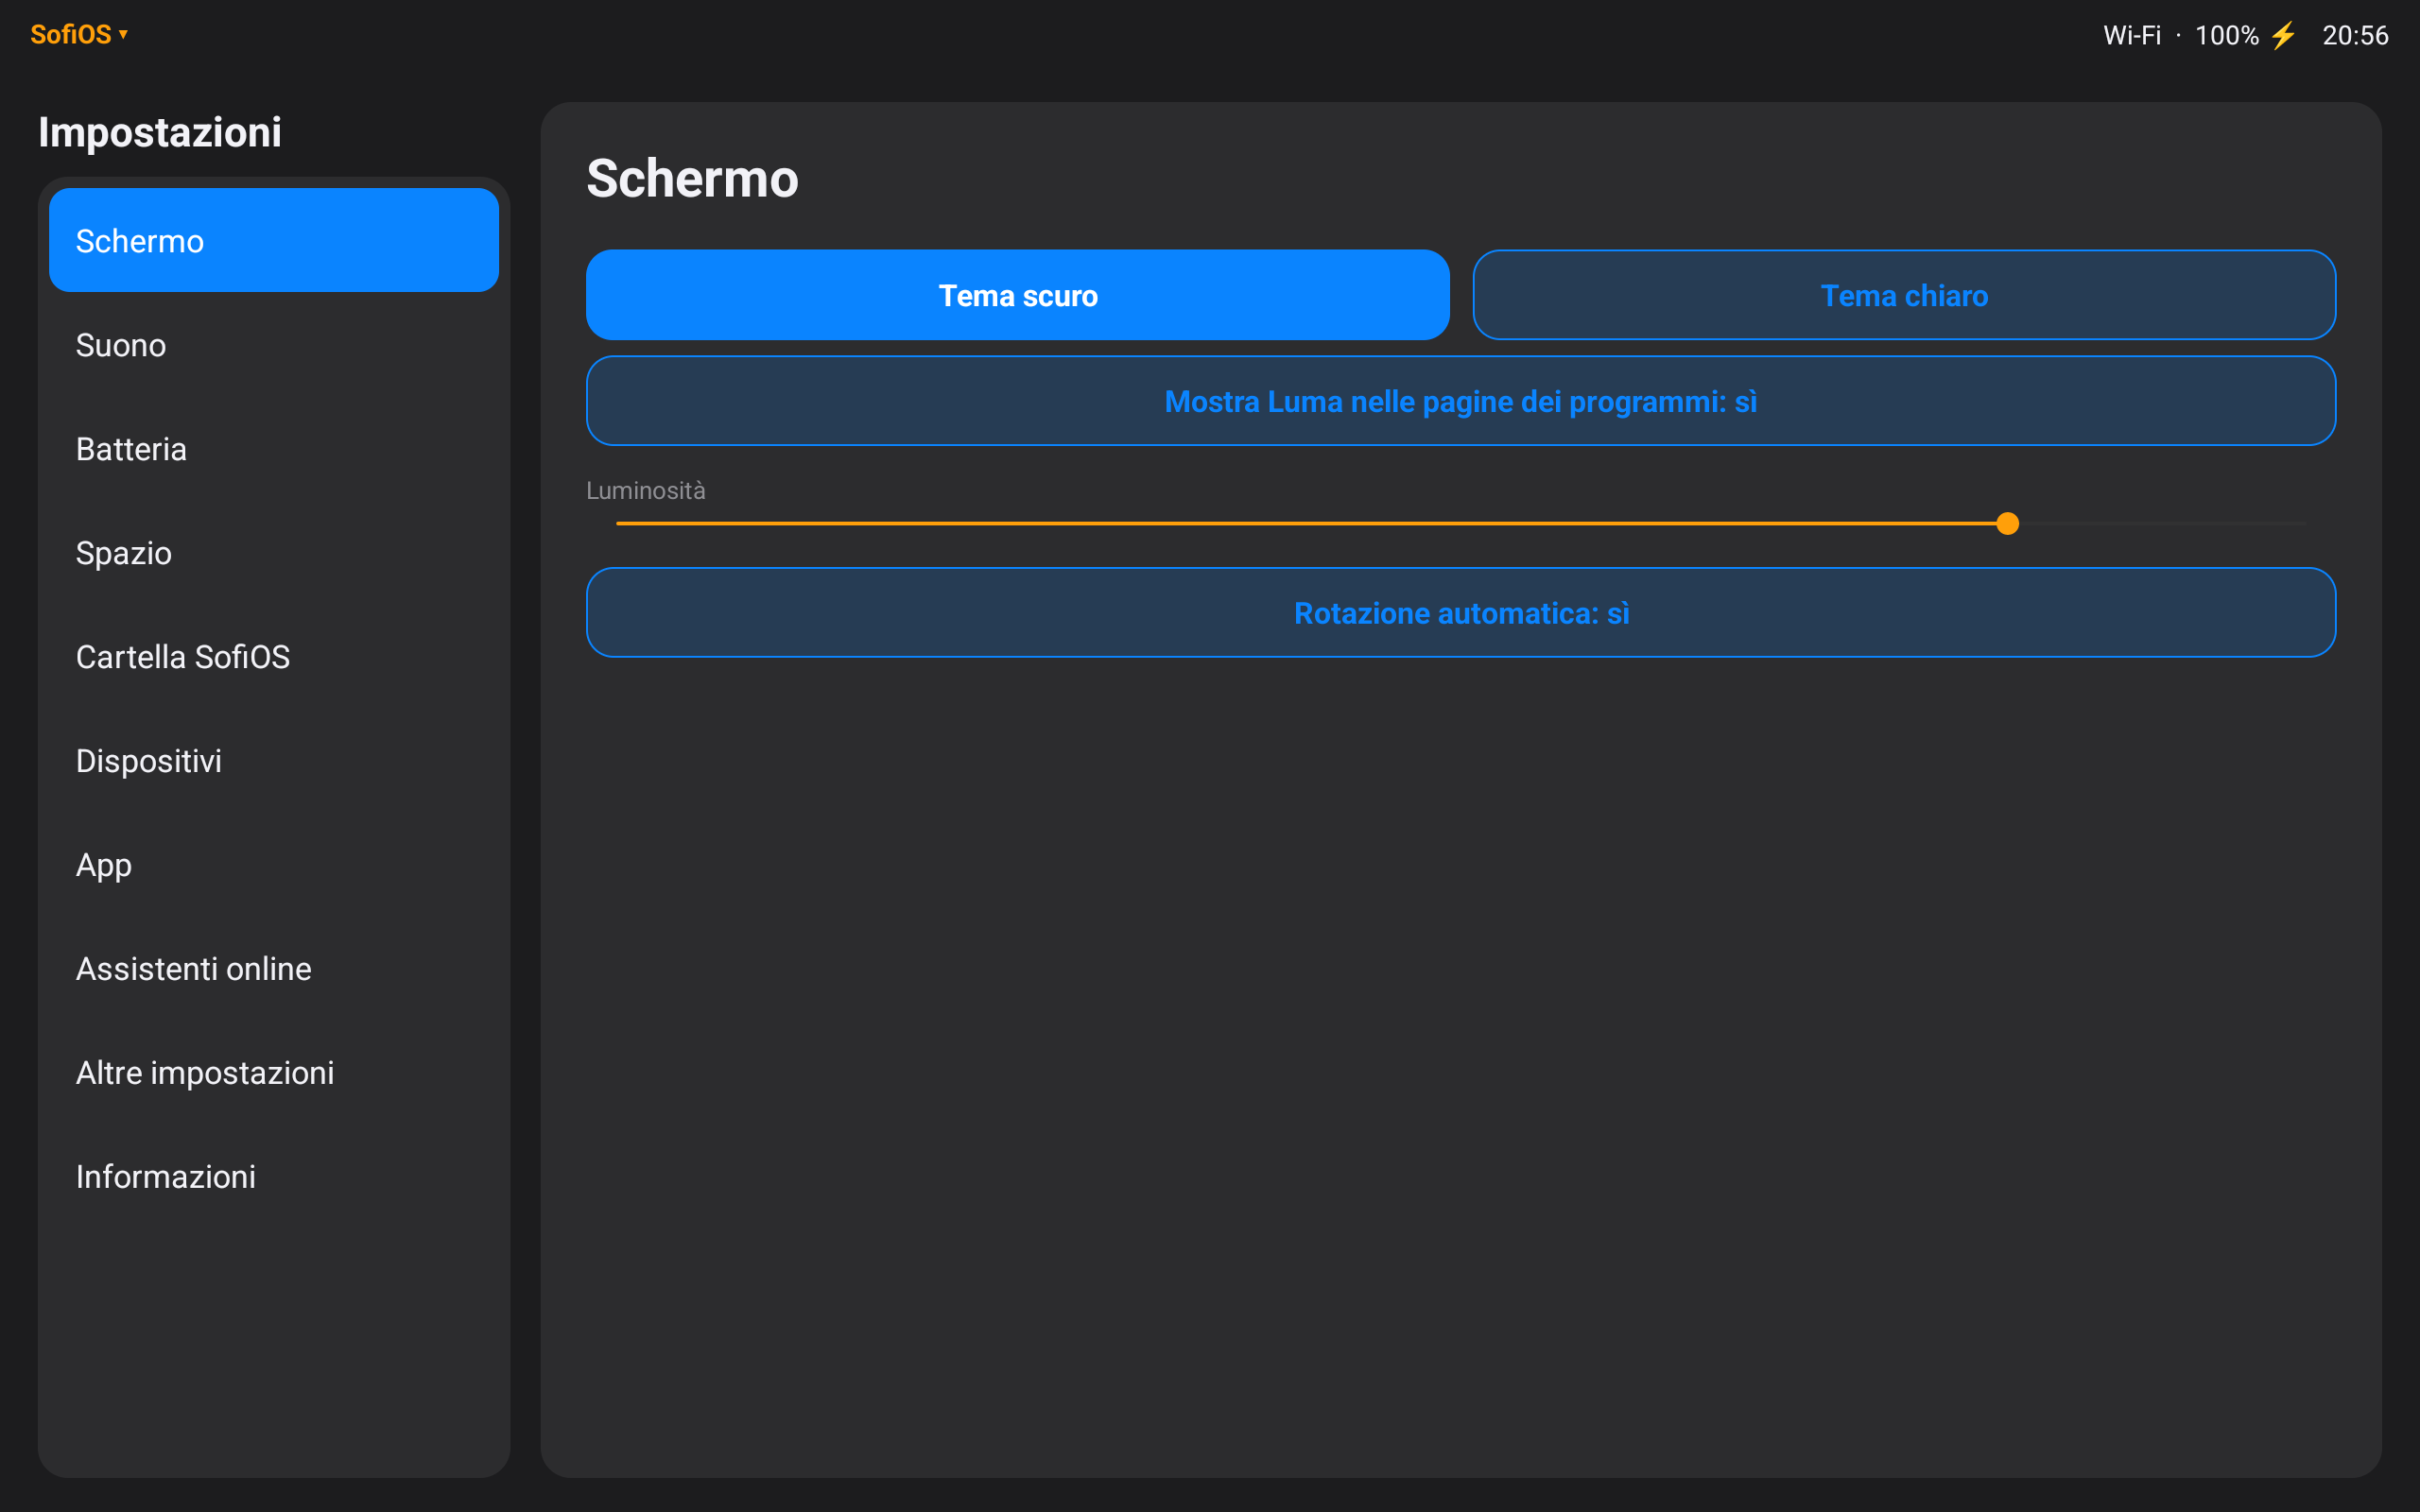 SofiOS ▾
Wi-Fi · 100% ⚡ 20:56
Impostazioni
Schermo
Suono
Batteria
Spazio
Cartella SofiOS
Dispositivi
App
Assistenti online
Altre impostazioni
Informazioni
Schermo
Tema scuro
Tema chiaro
Mostra Luma nelle pagine dei programmi: sì
Luminosità
Rotazione automatica: sì